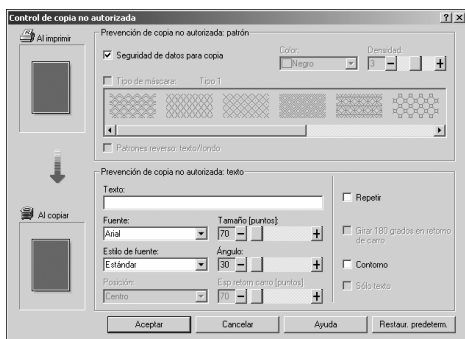 Control de copia no autorizada
Al imprimir
Prevención de copia no autorizada: patrón
Seguridad de datos para copia
Color:
Negro
Densidad:
3
Tipo de máscara:
Tipo 1
Patrones reverso: texto/fondo
Prevención de copia no autorizada: texto
Texto:
Fuente:
Arial
Tamaño [puntos]:
70
Estilo de fuente:
Estándar
Ángulo:
30
Posición:
Centro
Esp retorn carro [puntos]
70
Repetir
Girar 180 grados en retorno
de carro
Contorno
Sólo texto
Al copiar
Aceptar
Cancelar
Ayuda
Restaur. predeterm.